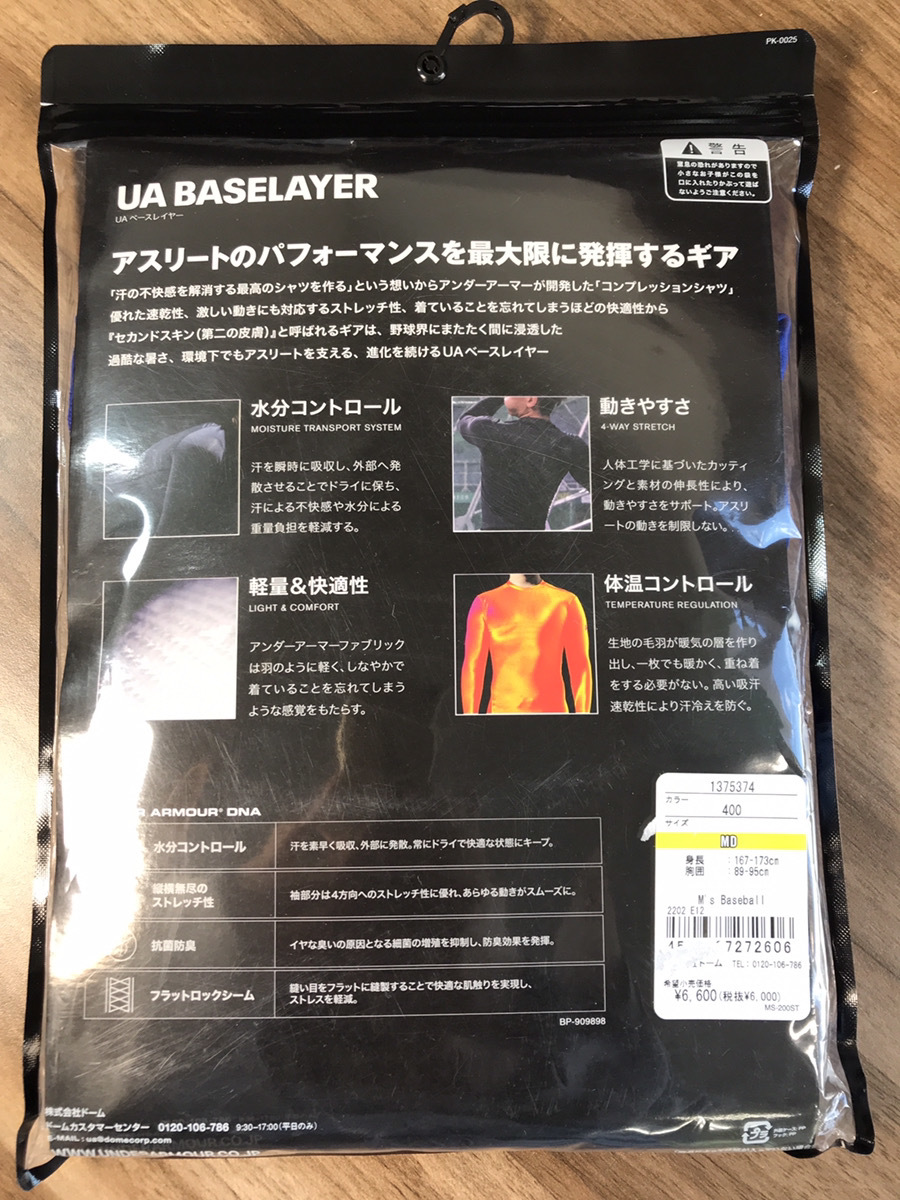 PK-0025
警告
窒息の恐れがありますので
小さなお子様がこの袋を
口に入れたりかぶって遊ば
ないようご注意ください。
UA BASELAYER
UA ベースレイヤー
アスリートのパフォーマンスを最大限に発揮するギア
「汗の不快感を解消する最高のシャツを作る」という想いからアンダーアーマーが開発した「コンプレッションシャツ」
優れた速乾性、激しい動きにも対応するストレッチ性、着ていることを忘れてしまうほどの快適性から
『セカンドスキン(第二の皮膚)』と呼ばれるギアは、野球界にまたたく間に浸透した
過酷な暑さ、環境下でもアスリートを支える、進化を続けるUAベースレイヤー
水分コントロール
MOISTURE TRANSPORT SYSTEM
汗を瞬時に吸収し、外部へ発
散させることでドライに保ち、
汗による不快感や水分による
重量負担を軽減する。
動きやすさ
4-WAY STRETCH
人体工学に基づいたカッティ
ングと素材の伸長性により、
動きやすさをサポート。アスリ
ートの動きを制限しない。
軽量&快適性
LIGHT & COMFORT
アンダーアーマーファブリック
は羽のように軽く、しなやかで
着ていることを忘れてしまう
ような感覚をもたらす。
体温コントロール
TEMPERATURE REGULATION
生地の毛羽が暖気の層を作り
出し、一枚でも暖かく、重ね着
をする必要がない。高い吸汗
速乾性により汗冷えを防ぐ。
R ARMOUR® DNA
水分コントロール
汗を素早く吸収、外部に発散。常にドライで快適な状態にキープ。
縦横無尽の
ストレッチ性
袖部分は4方向へのストレッチ性に優れ、あらゆる動きがスムーズに。
抗菌防臭
イヤな臭いの原因となる細菌の増殖を抑制し、防臭効果を発揮。
フラットロックシーム
縫い目をフラットに縫製することで快適な肌触りを実現し、
ストレスを軽減。
BP-909898
1375374
カラー
400
サイズ
MD
身長 : 167-173cm
胸囲 : 89-95cm
M's Baseball
2202 E12
7272606
ドーム TEL : 0120-106-786
希望小売価格
¥6,600(税抜¥6,000)
MS-200ST
株式会社ドーム
ドームカスタマーセンター 0120-106-786 9:30-17:00(平日のみ)
E-MAIL : ua@domecorp.com
WWW.UNDERARMOUR.CO.JP
プラ